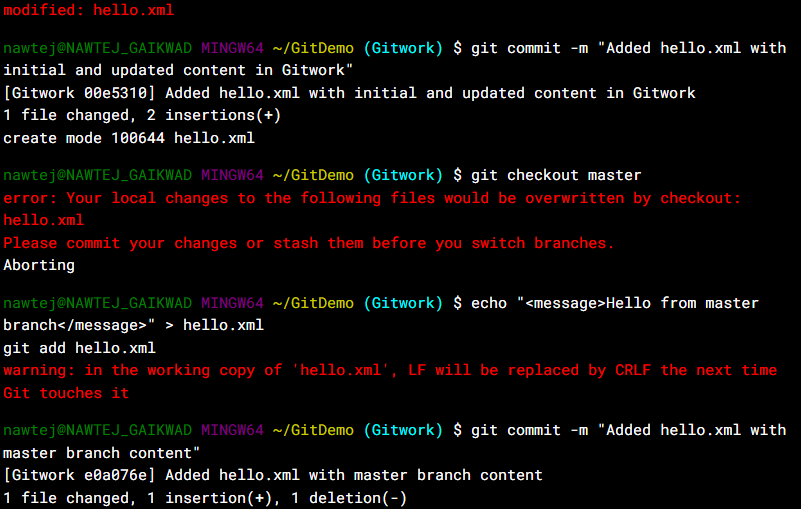 modified: hello.xml
nawtej@NAWTEJ_GAIKWAD MINGW64 ~/GitDemo (Gitwork) $ git commit -m "Added hello.xml with
initial and updated content in Gitwork"
[Gitwork 00e5310] Added hello.xml with initial and updated content in Gitwork
1 file changed, 2 insertions(+)
create mode 100644 hello.xml
nawtej@NAWTEJ_GAIKWAD MINGW64 ~/GitDemo (Gitwork) $ git checkout master
error: Your local changes to the following files would be overwritten by checkout:
hello.xml
Please commit your changes or stash them before you switch branches.
Aborting
nawtej@NAWTEJ_GAIKWAD MINGW64 ~/GitDemo (Gitwork) $ echo "<message>Hello from master
branch</message>" > hello.xml
git add hello.xml
warning: in the working copy of 'hello.xml', LF will be replaced by CRLF the next time
Git touches it
nawtej@NAWTEJ_GAIKWAD MINGW64 ~/GitDemo (Gitwork) $ git commit -m "Added hello.xml with
master branch content"
[Gitwork e0a076e] Added hello.xml with master branch content
1 file changed, 1 insertion(+), 1 deletion(-)